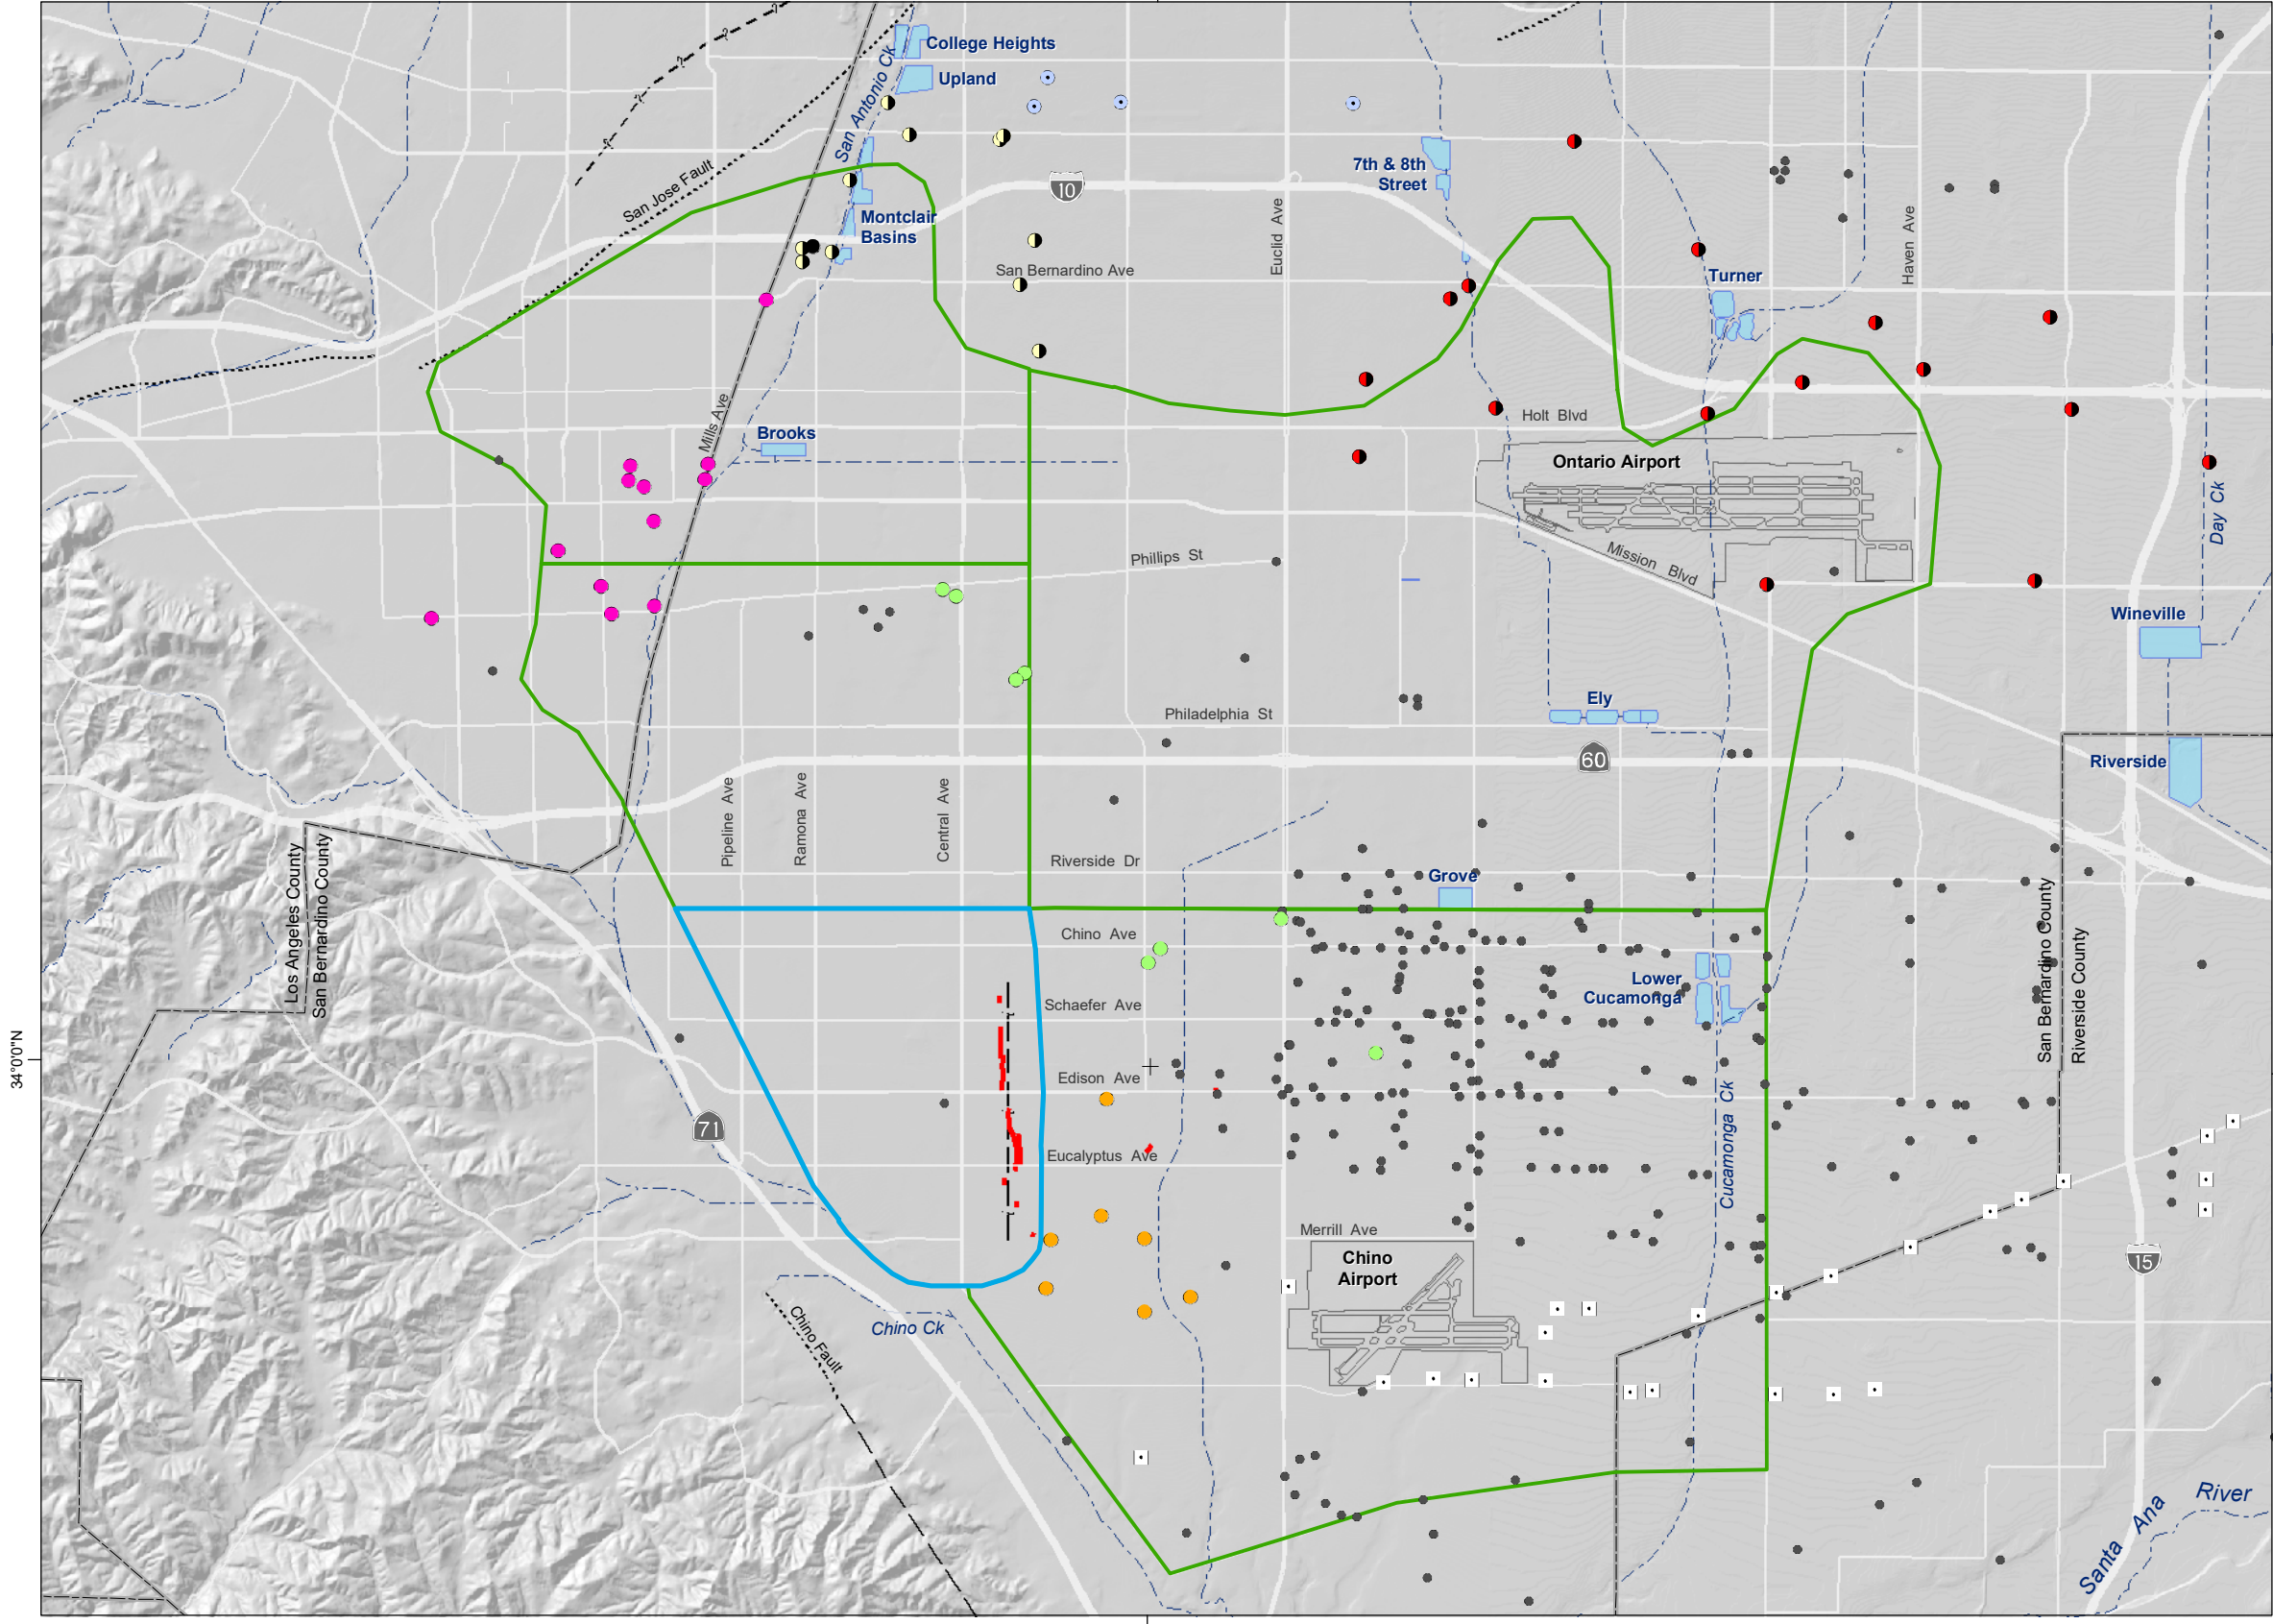 College Heights
Upland
San Antonio Ck
?
?
?
San Jose Fault
7th & 8th
Street
10
Montclair
Basins
San Bernardino Ave
Euclid Ave
Haven Ave
Turner
Mills Ave
Brooks
Holt Blvd
Ontario Airport
Day Ck
Phillips St
Mission Blvd
Wineville
Ely
Philadelphia St
60
Riverside
Pipeline Ave
Ramona Ave
Central Ave
Riverside Dr
Grove
Los Angeles County
San Bernardino County
San Bernardino County
Riverside County
Chino Ave
Lower
Cucamonga
Schaefer Ave
34°0'0"N
Edison Ave
71
Eucalyptus Ave
Cucamonga Ck
Merrill Ave
Chino
Airport
15
Chino Ck
Chino Fault
Santa Ana River